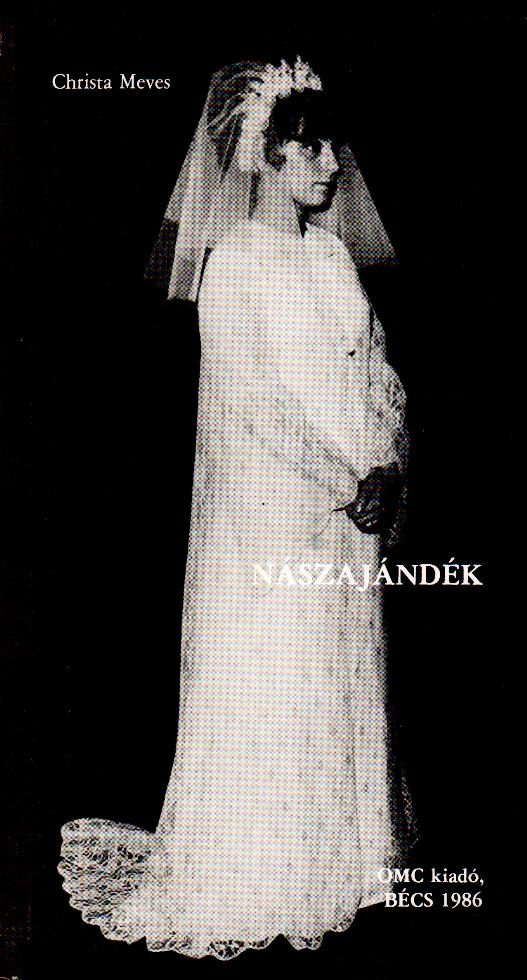 Christa Meves
NÁSZAJÁNDÉK
OMC kiadó,
BÉCS 1986